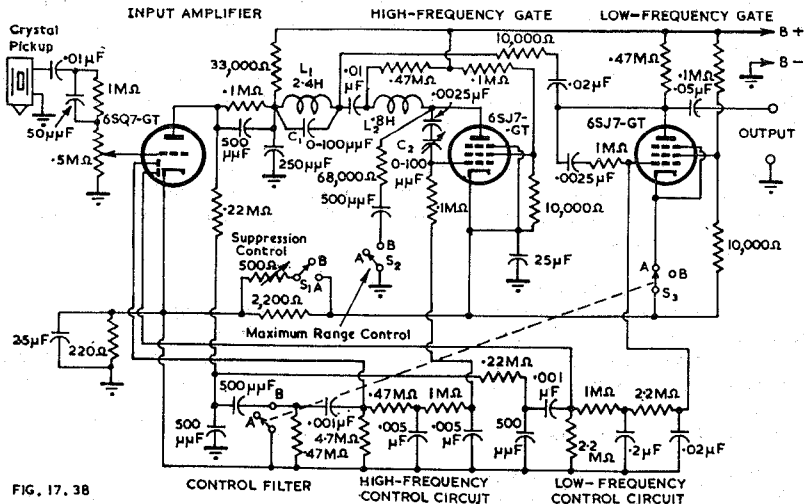 INPUT AMPLIFIER
HIGH-FREQUENCY GATE
LOW-FREQUENCY GATE
Crystal
Pickup
·01μF
1MΩ
6SQ7-GT
50μμF
·5MΩ
33,000Ω
·1MΩ
L₁
2·4H
C₁
0-100μμF
500
μμF
250μμF
·22MΩ
·01
μF
·47MΩ
·1MΩ
L₂ ·8H
·0025μF
C₂
0-100
μμF
6SJ7-
-GT
68,000Ω
500μμF
1MΩ
10,000Ω
25μF
10,000Ω
·02μF
·47MΩ
·1MΩ
·05μF
B+
B-
6SJ7-GT
1MΩ
·0025μF
OUTPUT
10,000Ω
A
B
S₃
B
A
S₂
Suppression
Control
500Ω
B
S₁A
2,200Ω
Maximum Range Control
25μF
220Ω
500μμF
B
A
500
μμF
·001μF
4·7MΩ
·47MΩ
·47MΩ
1MΩ
·005
μF
·005
μF
·22MΩ
·001
μF
500
μμF
2·2
MΩ
1MΩ
2·2MΩ
·2μF
·02μF
FIG. 17. 38
CONTROL FILTER
HIGH-FREQUENCY
CONTROL CIRCUIT
LOW-FREQUENCY
CONTROL CIRCUIT